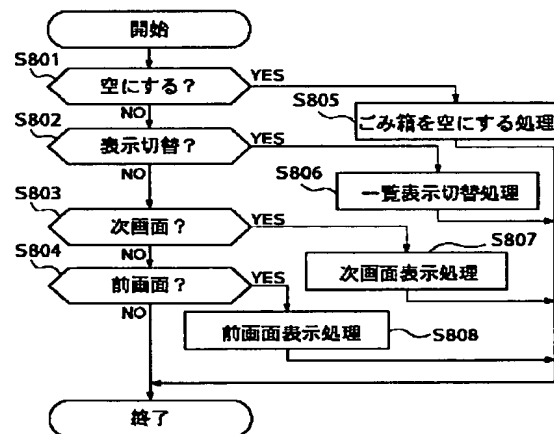 開始
S801
空にする？
YES
NO
S805
ごみ箱を空にする処理
S802
表示切替？
YES
NO
S806
一覧表示切替処理
S803
次画面？
YES
NO
S807
次画面表示処理
S804
前画面？
YES
NO
前画面表示処理
S808
終了